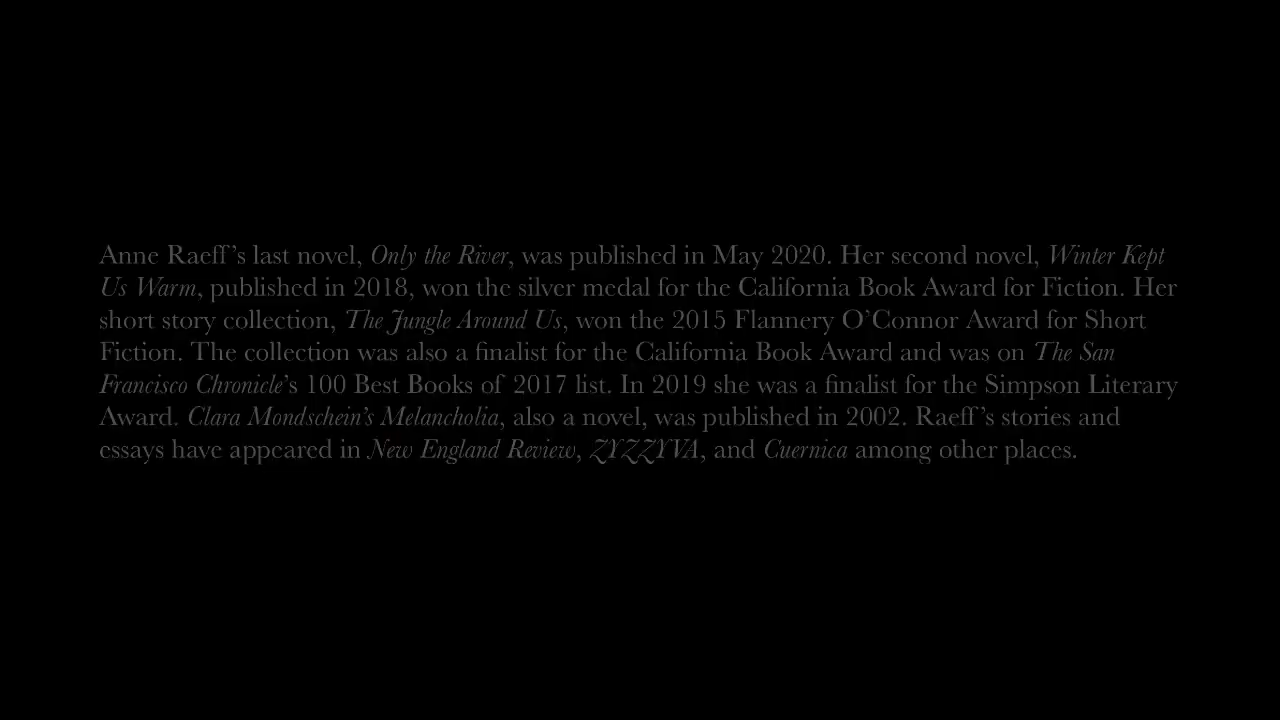 Anne Raeff’s last novel, Only the River, was published in May 2020. Her second novel, Winter Kept
Us Warm, published in 2018, won the silver medal for the California Book Award for Fiction. Her
short story collection, The Jungle Around Us, won the 2015 Flannery O’Connor Award for Short
Fiction. The collection was also a finalist for the California Book Award and was on The San
Francisco Chronicle’s 100 Best Books of 2017 list. In 2019 she was a finalist for the Simpson Literary
Award. Clara Mondschein’s Melancholia, also a novel, was published in 2002. Raeff’s stories and
essays have appeared in New England Review, ZYZZYVA, and Guernica among other places.